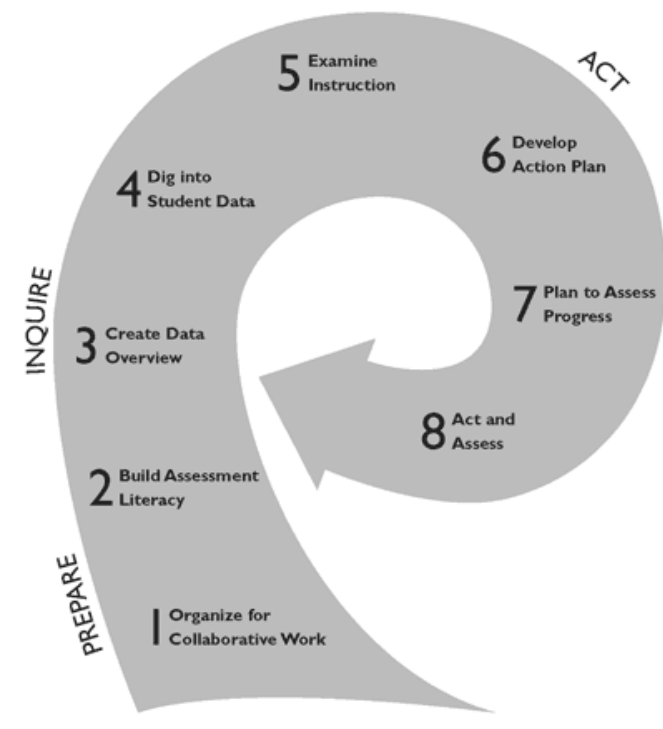 ACT
5 Examine
Instruction
6 Develop
Action Plan
4 Dig into
Student Data
INQUIRE
7 Plan to Assess
Progress
3 Create Data
Overview
8 Act and
Assess
2 Build Assessment
Literacy
PREPARE
1 Organize for
Collaborative Work